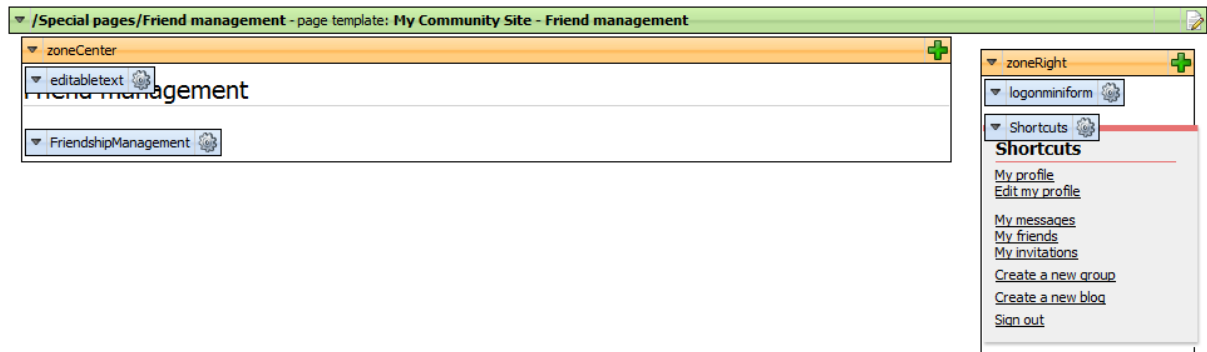 /Special pages/Friend management - page template: My Community Site - Friend management
zoneCenter
editabletext
Friend management
FriendshipManagement
zoneRight
logonminiform
Shortcuts
Shortcuts
My profile
Edit my profile
My messages
My friends
My invitations
Create a new group
Create a new blog
Sign out